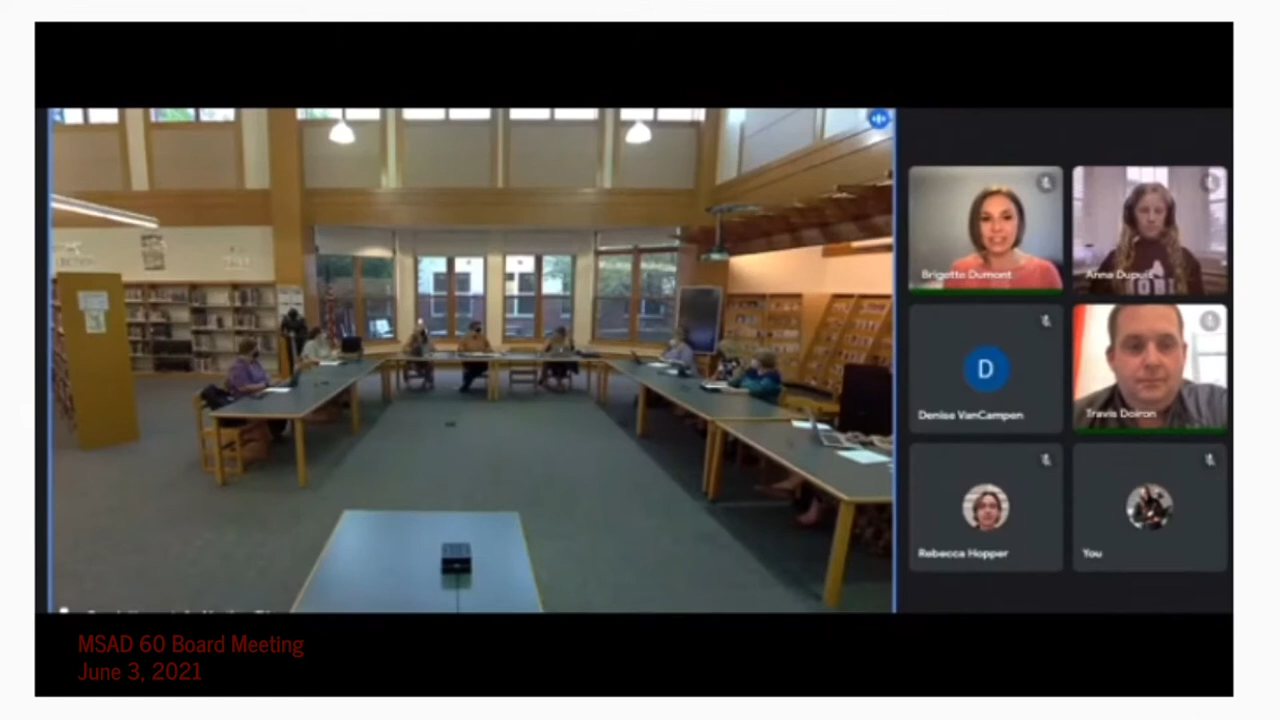 Brigette Dumont
Anna Dupuis
D
Denise VanCampen
Travis Doiron
Rebecca Hopper
You
MSAD 60 Board Meeting
June 3, 2021